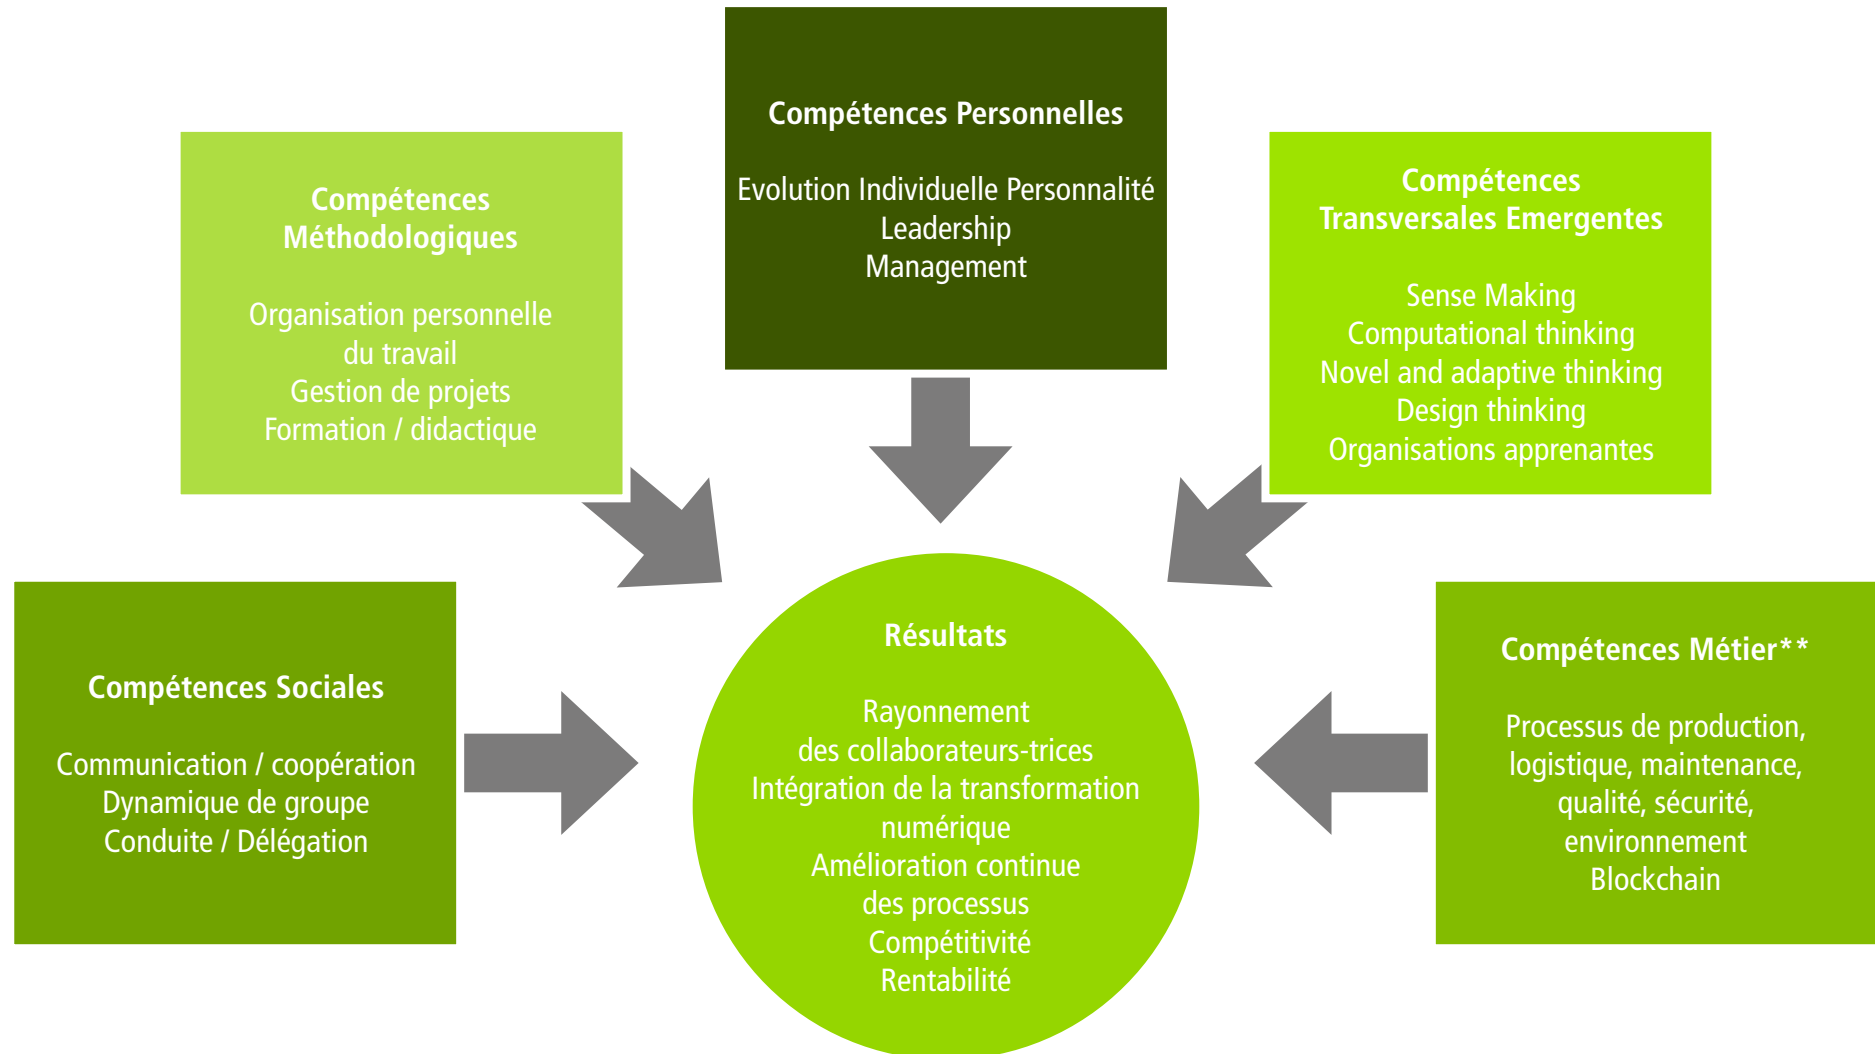 Compétences Personnelles
Evolution Individuelle Personnalité
Leadership
Management
Compétences
Méthodologiques
Organisation personnelle
du travail
Gestion de projets
Formation / didactique
Compétences
Transversales Emergentes
Sense Making
Computational thinking
Novel and adaptive thinking
Design thinking
Organisations apprenantes
Compétences Sociales
Communication / coopération
Dynamique de groupe
Conduite / Délégation
Résultats
Rayonnement
des collaborateurs-trices
Intégration de la transformation
numérique
Amélioration continue
des processus
Compétitivité
Rentabilité
Compétences Métier**
Processus de production,
logistique, maintenance,
qualité, sécurité,
environnement
Blockchain